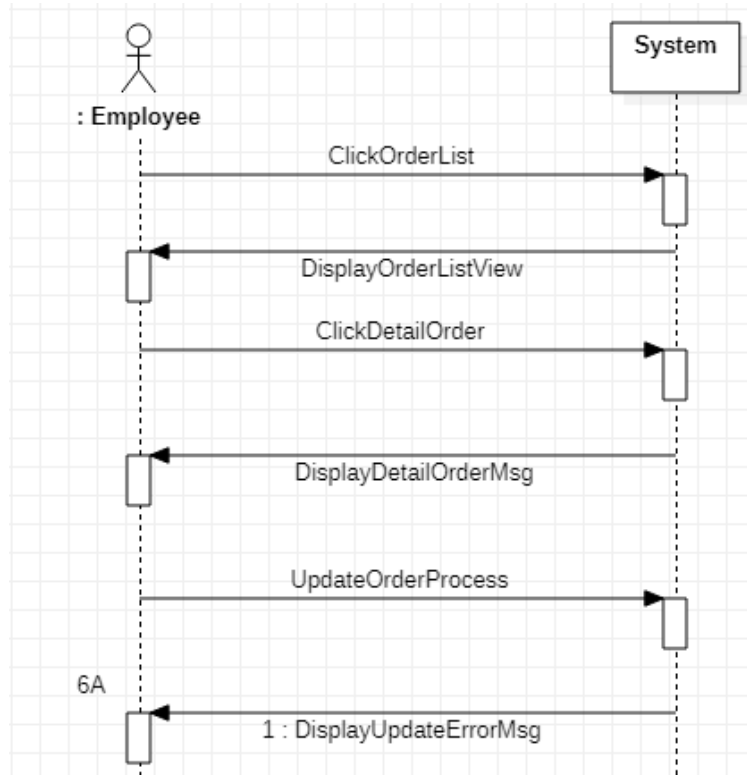 System
: Employee
ClickOrderList
DisplayOrderListView
ClickDetailOrder
DisplayDetailOrderMsg
UpdateOrderProcess
6A
1 : DisplayUpdateErrorMsg